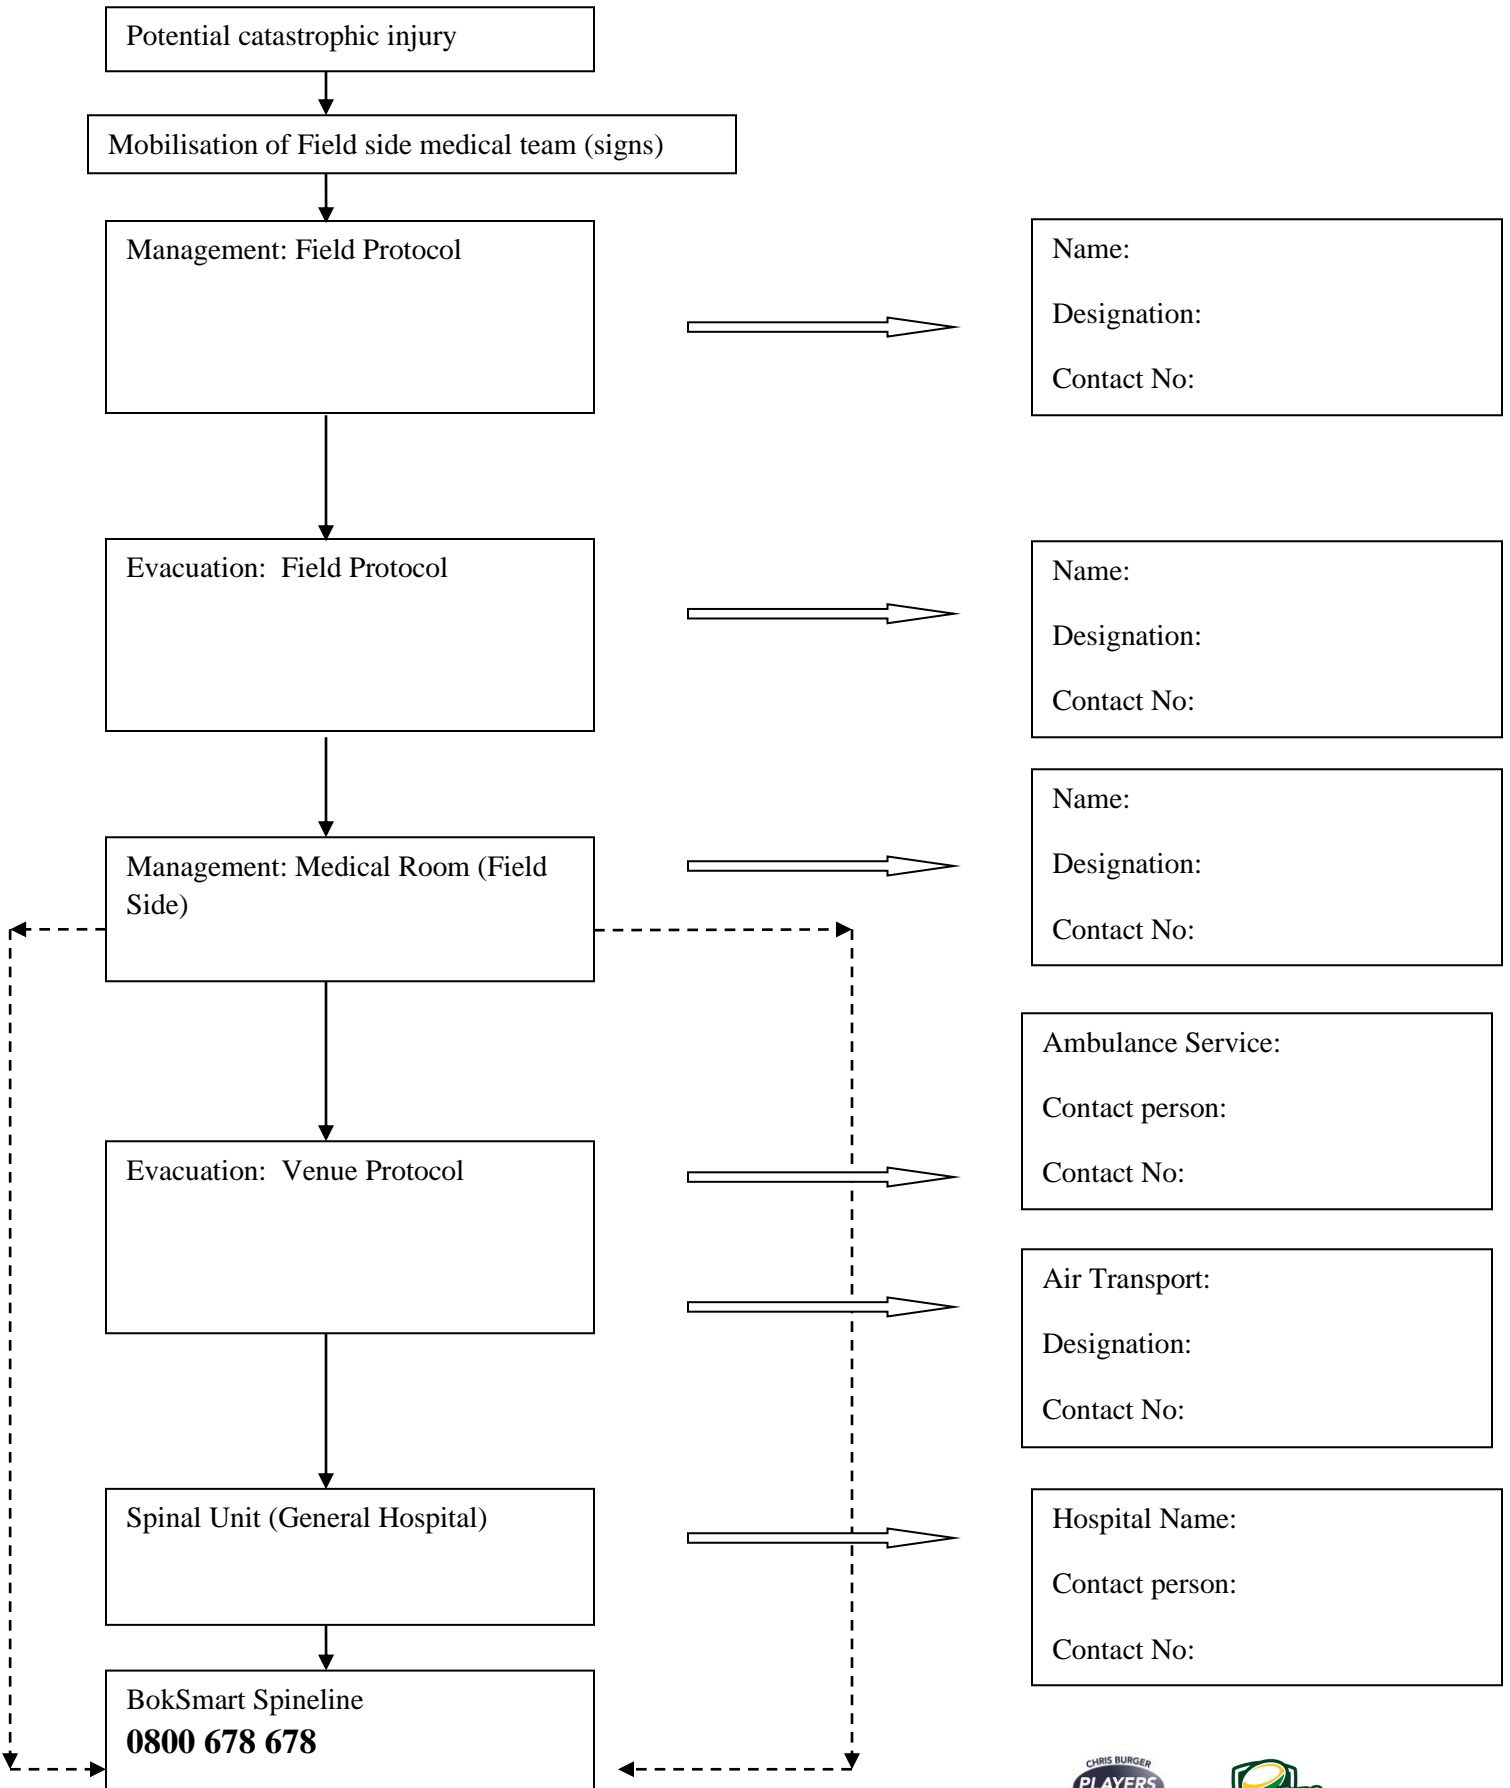 Potential catastrophic injury
Mobilisation of Field side medical team (signs)
Management: Field Protocol
Name:
Designation:
Contact No:
Evacuation: Field Protocol
Name:
Designation:
Contact No:
Management: Medical Room (Field
Side)
Name:
Designation:
Contact No:
Evacuation: Venue Protocol
Ambulance Service:
Contact person:
Contact No:
Air Transport:
Designation:
Contact No:
Spinal Unit (General Hospital)
Hospital Name:
Contact person:
Contact No:
BokSmart Spineline
0800 678 678
CHRIS BURGER
PLAYERS